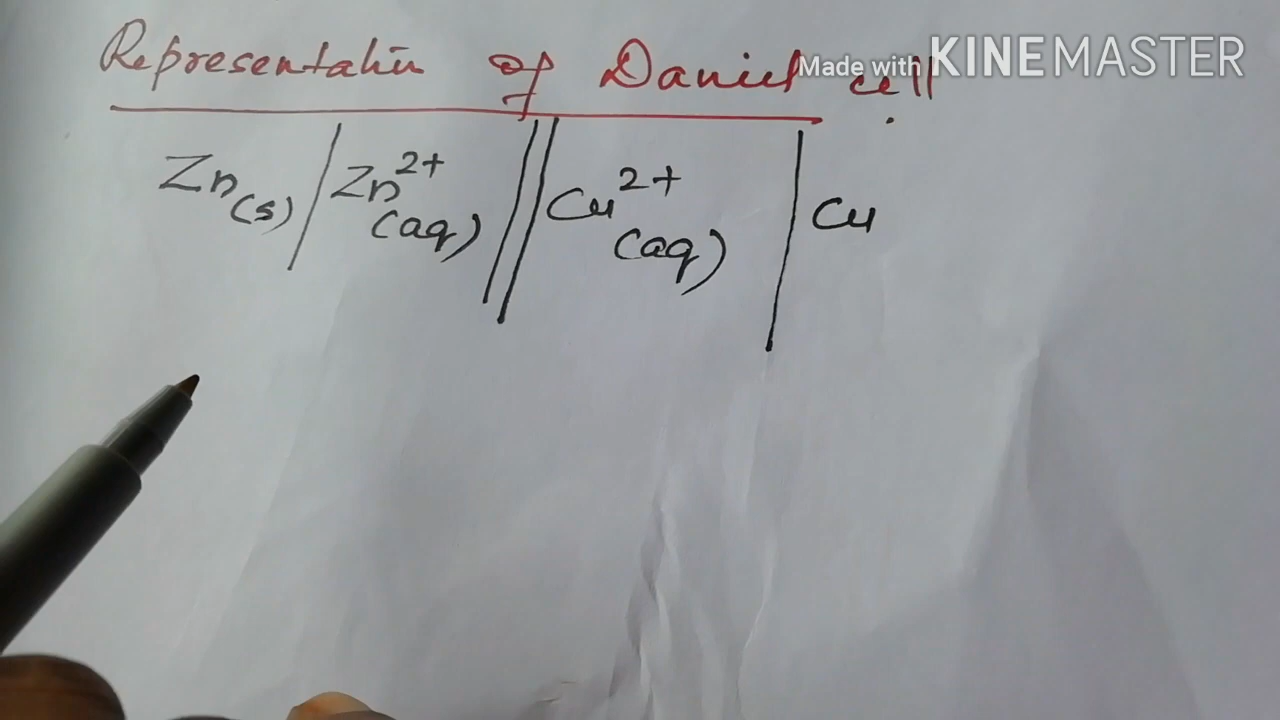 Representation of Daniel cell
Made with KINEMASTER
Zn(s) | Zn²⁺(aq) || Cu²⁺(aq) | Cu